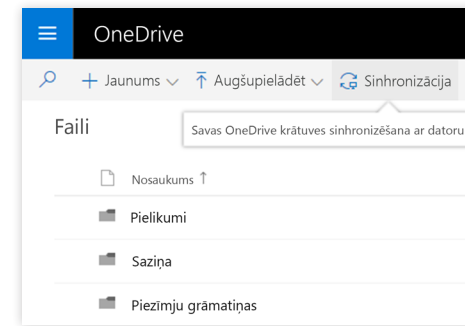 OneDrive
Jaunums Augšupielādēt Sinhronizācija
Savas OneDrive krātuves sinhronizēšana ar datoru
Faili
Nosaukums ↑
Pielikumi
Saziņa
Piezīmju grāmatiņas